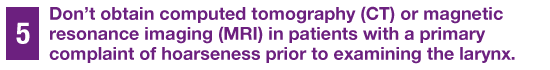 5
Don’t obtain computed tomography (CT) or magnetic
resonance imaging (MRI) in patients with a primary
complaint of hoarseness prior to examining the larynx.